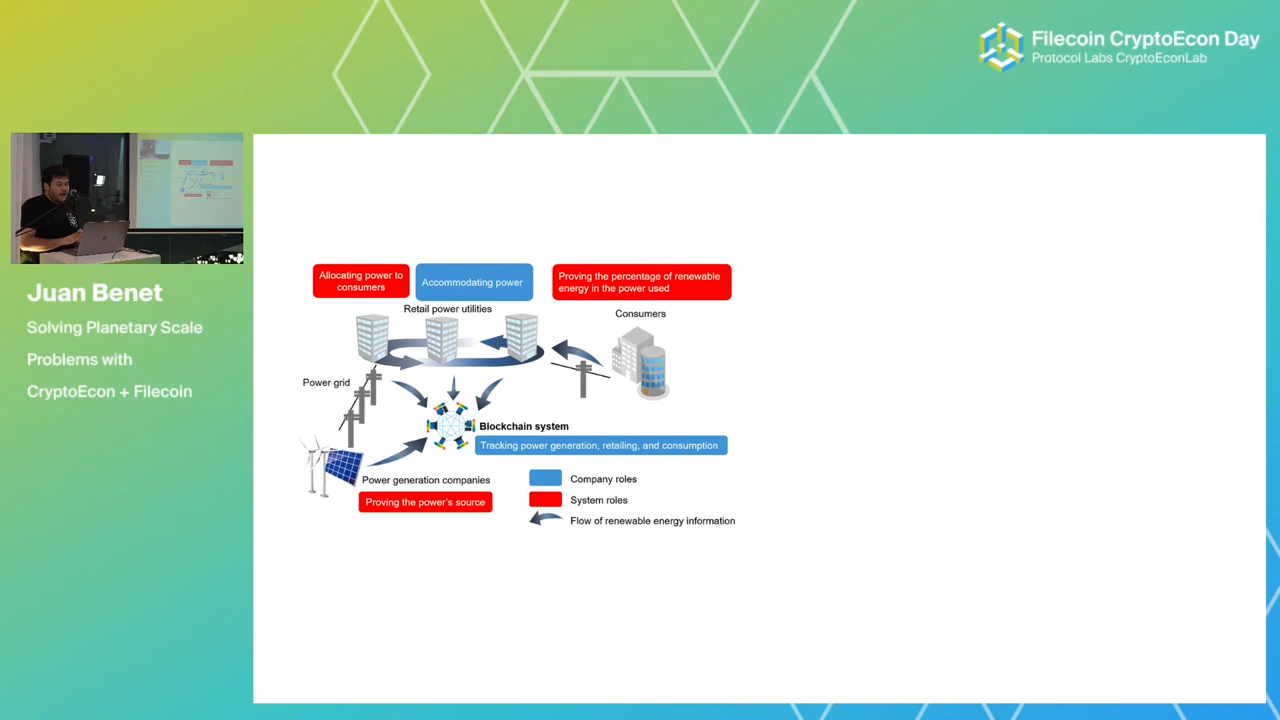 Filecoin CryptoEcon Day
Protocol Labs CryptoEconLab
Juan Benet
Solving Planetary Scale
Problems with
CryptoEcon + Filecoin
Allocating power to
consumers
Accommodating power
Proving the percentage of renewable
energy in the power used
Retail power utilities
Consumers
Power grid
Blockchain system
Tracking power generation, retailing, and consumption
Power generation companies
Proving the power's source
Company roles
System roles
Flow of renewable energy information